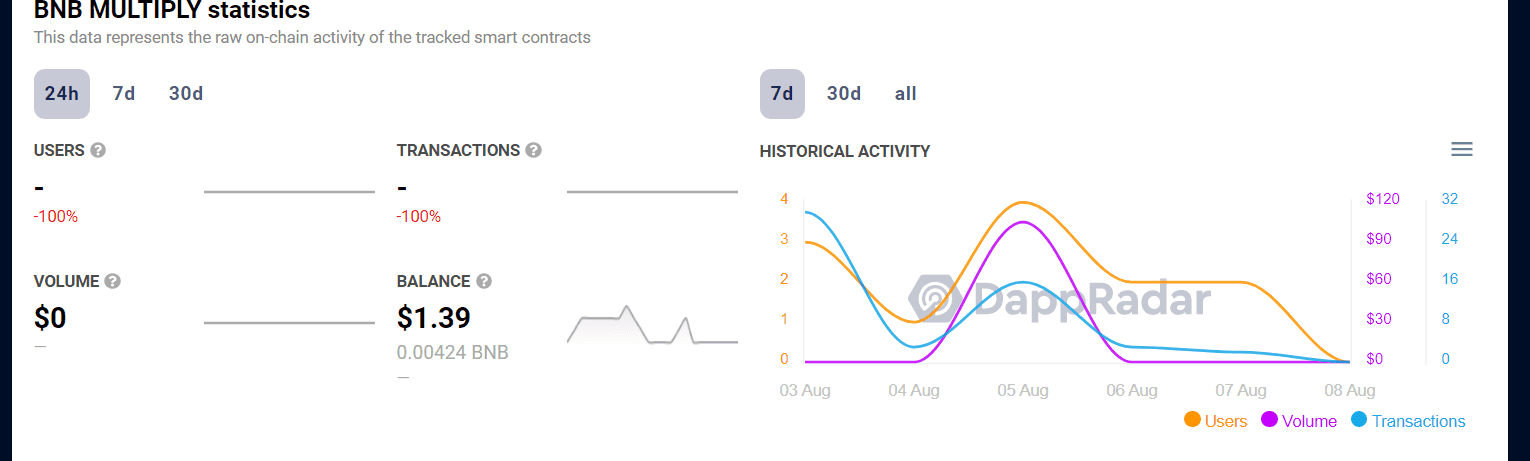 BNB MULTIPLY statistics
This data represents the raw on-chain activity of the tracked smart contracts
24h 7d 30d
7d 30d all
USERS ?
-
-100%
TRANSACTIONS ?
-
-100%
VOLUME ?
$0
—
BALANCE ?
$1.39
0.00424 BNB
—
HISTORICAL ACTIVITY
4 $120 32
3 $90 24
2 $60 16
DappRadar
1 $30 8
0 $0 0
03 Aug 04 Aug 05 Aug 06 Aug 07 Aug 08 Aug
Users Volume Transactions